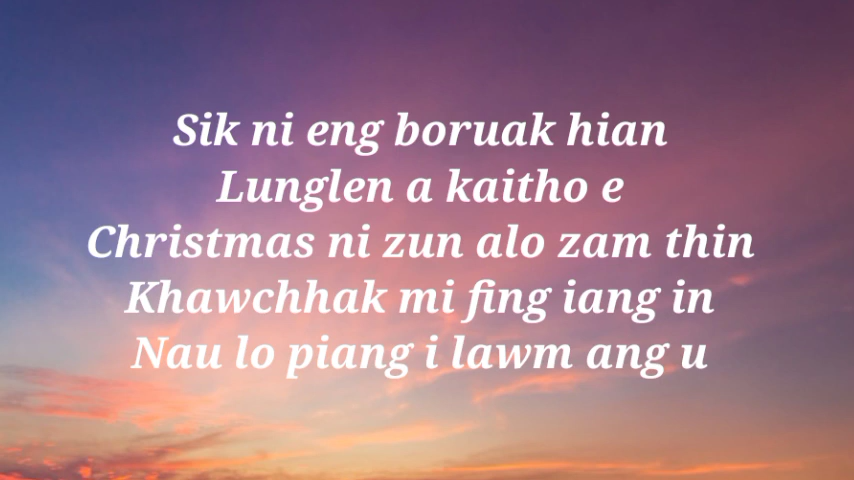 Sik ni eng boruak hian
Lunglen a kaitho e
Christmas ni zun alo zam thin
Khawchhak mi fing iang in
Nau lo piang i lawm ang u